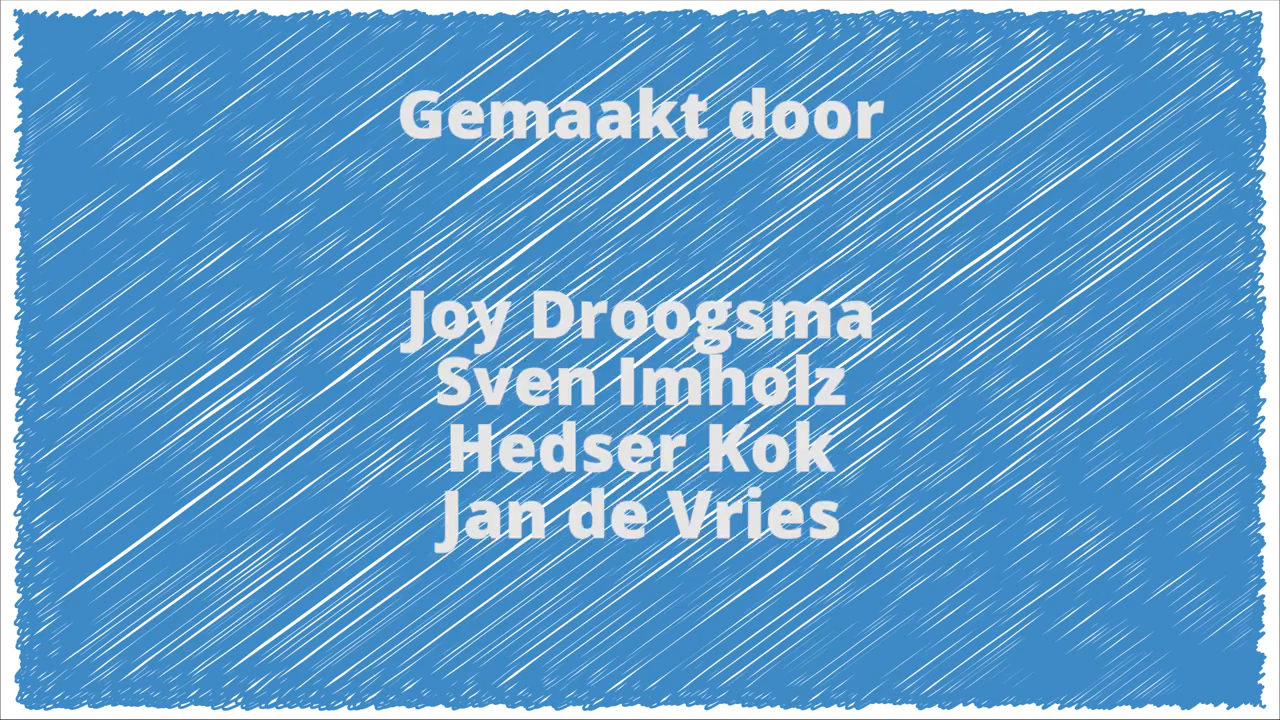 Gemaakt door
Joy Droogsma
Sven Imholz
Hedser Kok
Jan de Vries